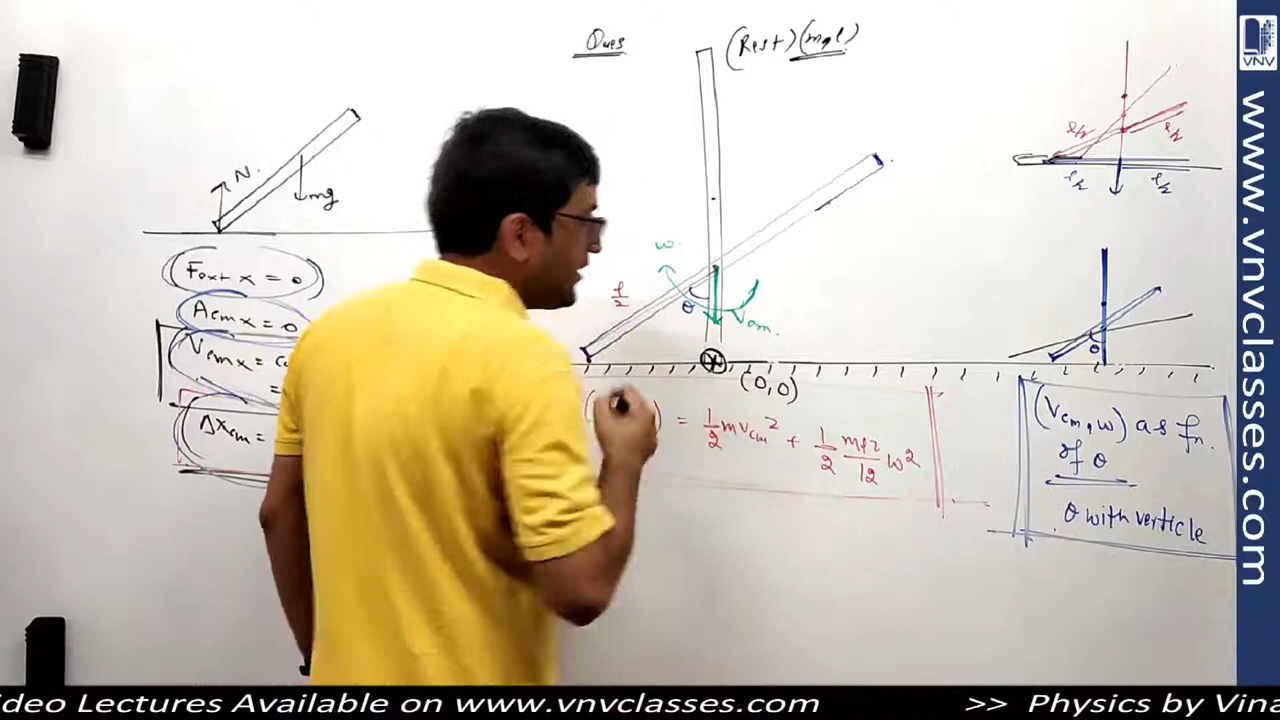 Ques
(Rest) (mgl)
N.
mg
Fext x = 0
Acm x = 0
Vcm x = c
=
Δxcm =
ω.
θ
l/2
Vcm.
(0,0)
= 1/2 mVcm² + 1/2 ml²/12 ω²
l/2
l/2
l/2
l/2
θ
(Vcm, ω) as fn.
of θ
θ with verticle
VNV
www.vnvclasses.com
ideo Lectures Available on www.vnvclasses.com >> Physics by Vina